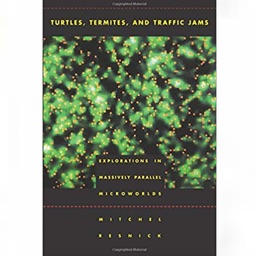 TURTLES, TERMITES, AND TRAFFIC JAMS
EXPLORATIONS IN
MASSIVELY PARALLEL
MICROWORLDS
MITCHEL
RESNICK